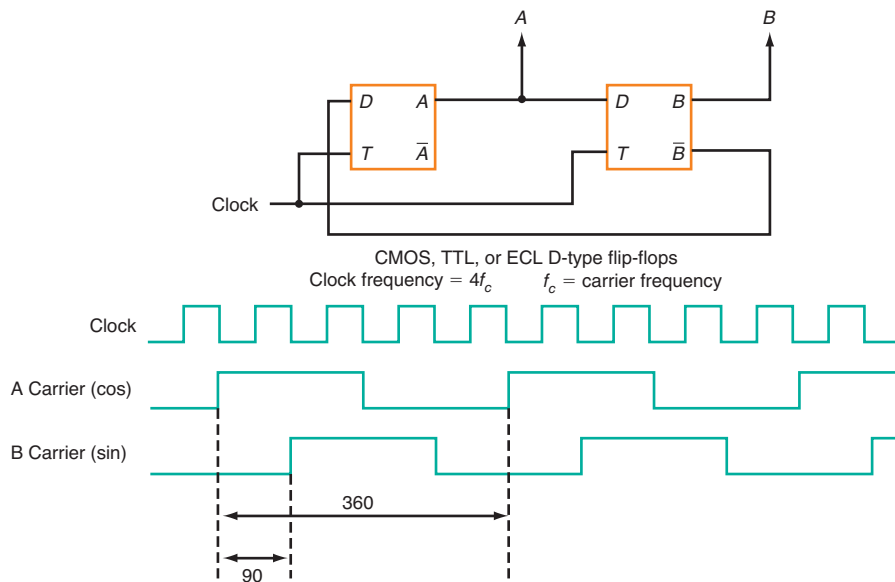 A B
D A D B
T A̅ T B̅
Clock
CMOS, TTL, or ECL D-type flip-flops
Clock frequency = 4f_c f_c = carrier frequency
Clock
A Carrier (cos)
B Carrier (sin)
360
90